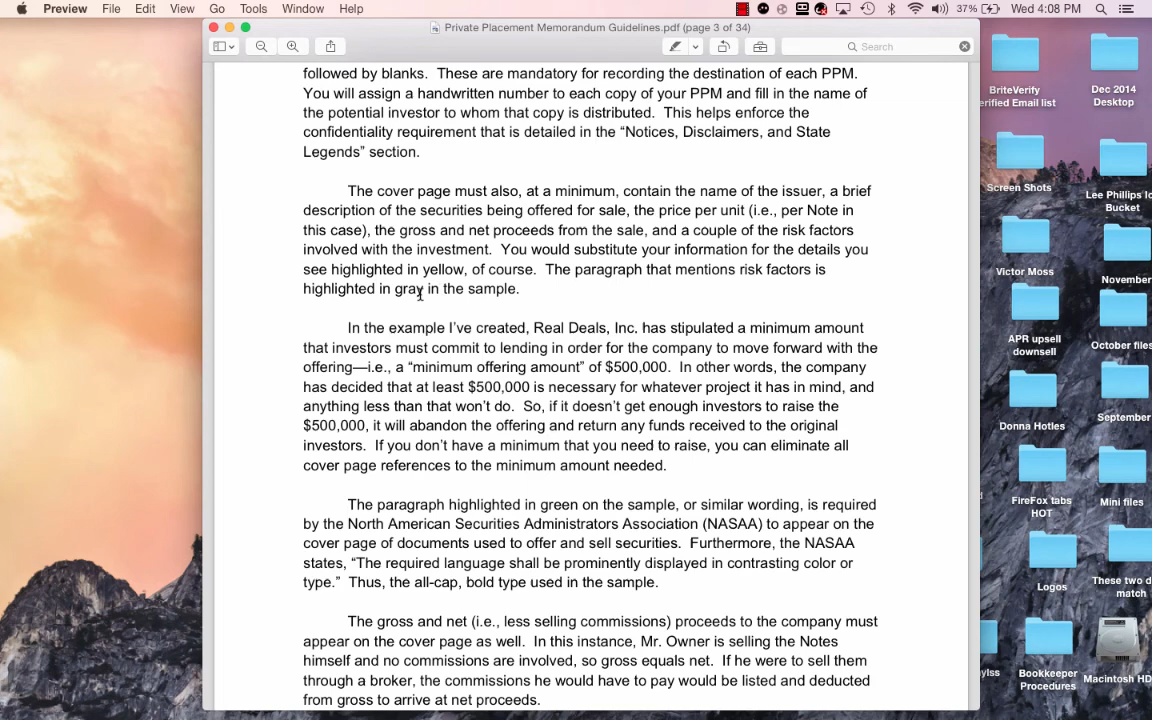 Preview File Edit View Go Tools Window Help
37% Wed 4:08 PM
Private Placement Memorandum Guidelines.pdf (page 3 of 34)
Search
followed by blanks. These are mandatory for recording the destination of each PPM.
You will assign a handwritten number to each copy of your PPM and fill in the name of
the potential investor to whom that copy is distributed. This helps enforce the
confidentiality requirement that is detailed in the “Notices, Disclaimers, and State
Legends” section.
The cover page must also, at a minimum, contain the name of the issuer, a brief
description of the securities being offered for sale, the price per unit (i.e., per Note in
this case), the gross and net proceeds from the sale, and a couple of the risk factors
involved with the investment. You would substitute your information for the details you
see highlighted in yellow, of course. The paragraph that mentions risk factors is
highlighted in gray in the sample.
In the example I’ve created, Real Deals, Inc. has stipulated a minimum amount
that investors must commit to lending in order for the company to move forward with the
offering—i.e., a “minimum offering amount” of $500,000. In other words, the company
has decided that at least $500,000 is necessary for whatever project it has in mind, and
anything less than that won’t do. So, if it doesn’t get enough investors to raise the
$500,000, it will abandon the offering and return any funds received to the original
investors. If you don’t have a minimum that you need to raise, you can eliminate all
cover page references to the minimum amount needed.
The paragraph highlighted in green on the sample, or similar wording, is required
by the North American Securities Administrators Association (NASAA) to appear on the
cover page of documents used to offer and sell securities. Furthermore, the NASAA
states, “The required language shall be prominently displayed in contrasting color or
type.” Thus, the all-cap, bold type used in the sample.
The gross and net (i.e., less selling commissions) proceeds to the company must
appear on the cover page as well. In this instance, Mr. Owner is selling the Notes
himself and no commissions are involved, so gross equals net. If he were to sell them
through a broker, the commissions he would have to pay would be listed and deducted
from gross to arrive at net proceeds.
BriteVerify
erified Email list
Dec 2014
Desktop
Screen Shots
Lee Phillips Ic
Bucket
Victor Moss
November
APR upsell
downsell
October files
Donna Hotles
September
FireFox tabs
HOT
Mini files
Logos
These two d
match
ylss
Bookkeeper
Procedures
Macintosh HD